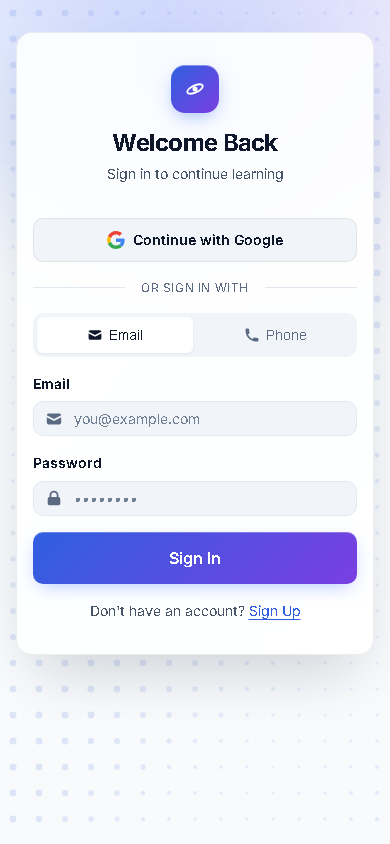 Welcome Back
Sign in to continue learning
Continue with Google
OR SIGN IN WITH
Email
Phone
Email
you@example.com
Password
••••••••
Sign In
Don't have an account? Sign Up